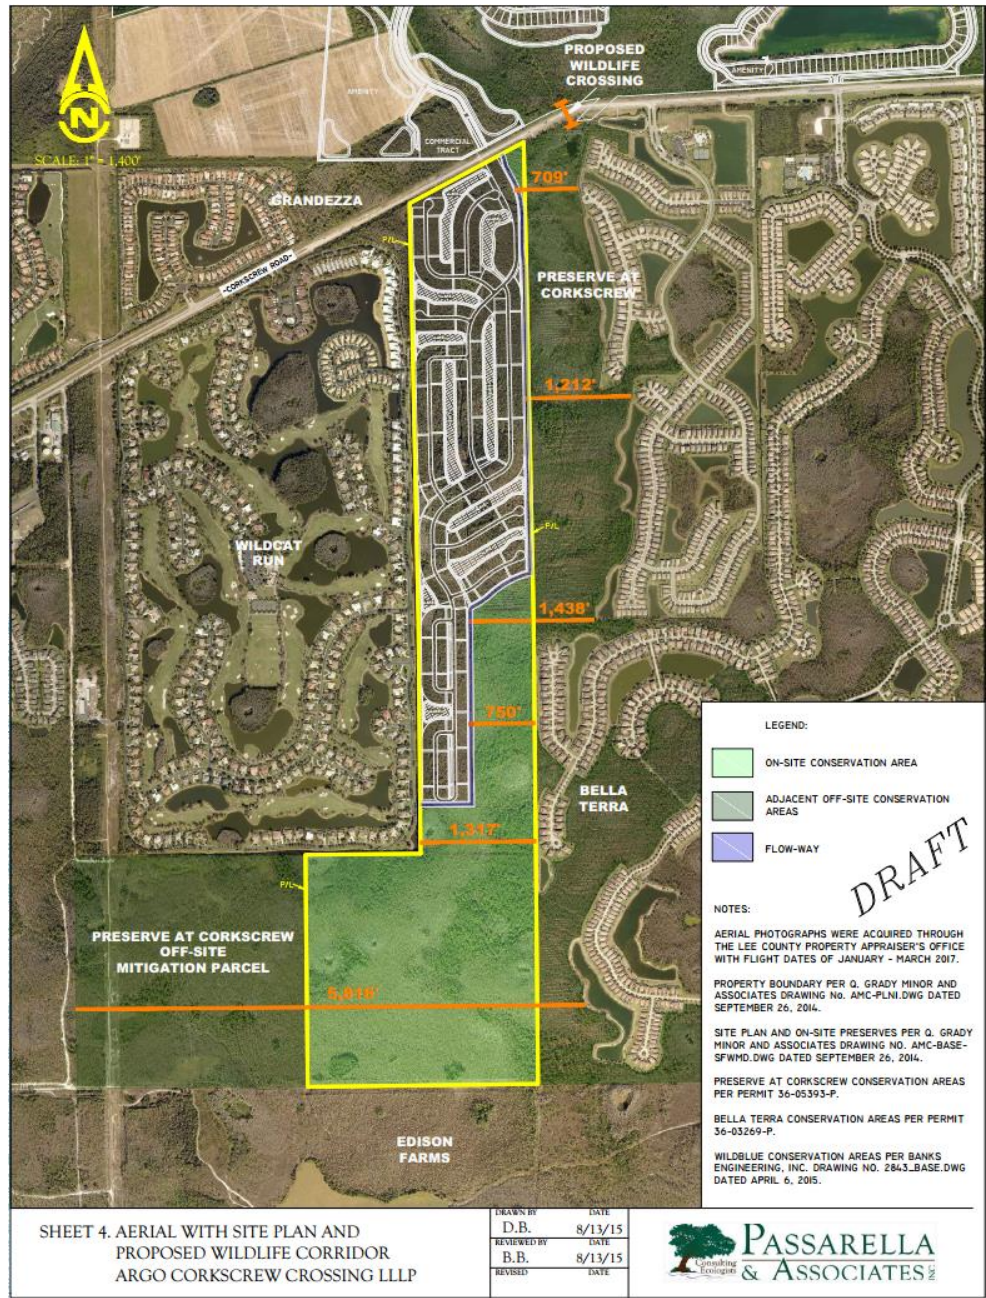 PROPOSED
WILDLIFE
CROSSING
AMENITY
AMENITY
COMMERCIAL
TRACT
N
SCALE: 1" = 1,400'
709'
GRANDEZZA
P/L
-CORKSCREW ROAD-
PRESERVE AT
CORKSCREW
1,212'
WILDCAT
RUN
P/L
1,438'
750'
BELLA
TERRA
1,317'
P/L
PRESERVE AT CORKSCREW
OFF-SITE
MITIGATION PARCEL
EDISON
FARMS
LEGEND:
ON-SITE CONSERVATION AREA
ADJACENT OFF-SITE CONSERVATION
AREAS
FLOW-WAY
DRAFT
NOTES:
AERIAL PHOTOGRAPHS WERE ACQUIRED THROUGH
THE LEE COUNTY PROPERTY APPRAISER'S OFFICE
WITH FLIGHT DATES OF JANUARY - MARCH 2017.
PROPERTY BOUNDARY PER Q. GRADY MINOR AND
ASSOCIATES DRAWING No. AMC-PLN1.DWG DATED
SEPTEMBER 26, 2014.
SITE PLAN AND ON-SITE PRESERVES PER Q. GRADY
MINOR AND ASSOCIATES DRAWING NO. AMC-BASE-
SFWMD.DWG DATED SEPTEMBER 26, 2014.
PRESERVE AT CORKSCREW CONSERVATION AREAS
PER PERMIT 36-05393-P.
BELLA TERRA CONSERVATION AREAS PER PERMIT
36-03269-P.
WILDBLUE CONSERVATION AREAS PER BANKS
ENGINEERING, INC. DRAWING NO. 2843_BASE.DWG
DATED APRIL 6, 2015.
SHEET 4. AERIAL WITH SITE PLAN AND
PROPOSED WILDLIFE CORRIDOR
ARGO CORKSCREW CROSSING LLLP
DRAWN BY DATE
D.B. 8/13/15
REVIEWED BY DATE
B.B. 8/13/15
REVISED DATE
Consulting
Ecologists
PASSARELLA
& ASSOCIATES INC.